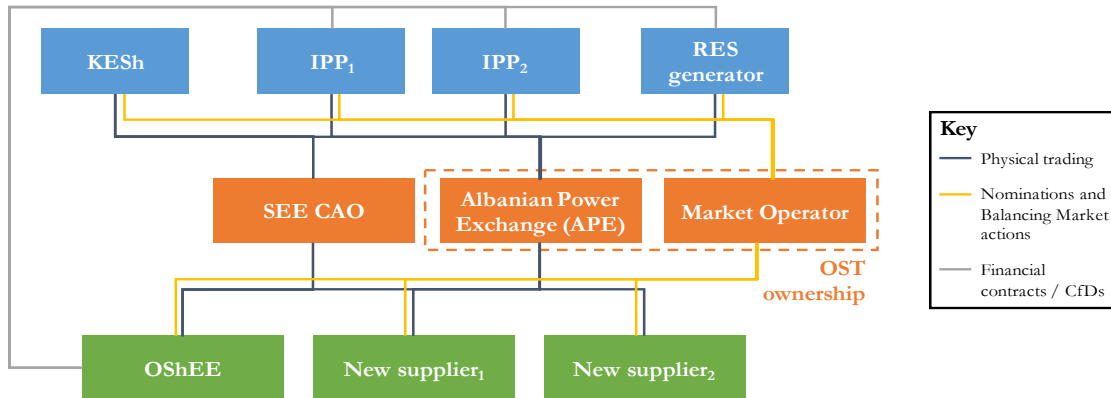 KESh
IPP₁
IPP₂
RES
generator
Key
Physical trading
Nominations and
Balancing Market
actions
Financial
contracts / CfDs
SEE CAO
Albanian Power
Exchange (APE)
Market Operator
OST
ownership
OShEE
New supplier₁
New supplier₂